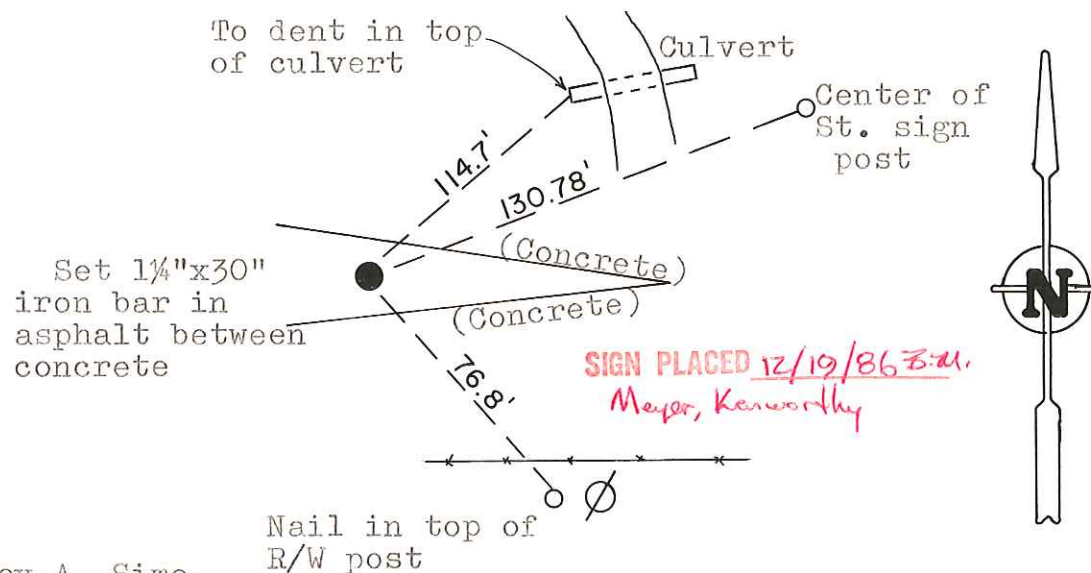 To dent in top
of culvert
Culvert
Center of
St. sign
post
114.7'
130.78'
(Concrete)
(Concrete)
Set 1¼"x30"
iron bar in
asphalt between
concrete
N
76.8'
SIGN PLACED 12/19/86
Meyer, Kenworthy
Nail in top of
R/W post